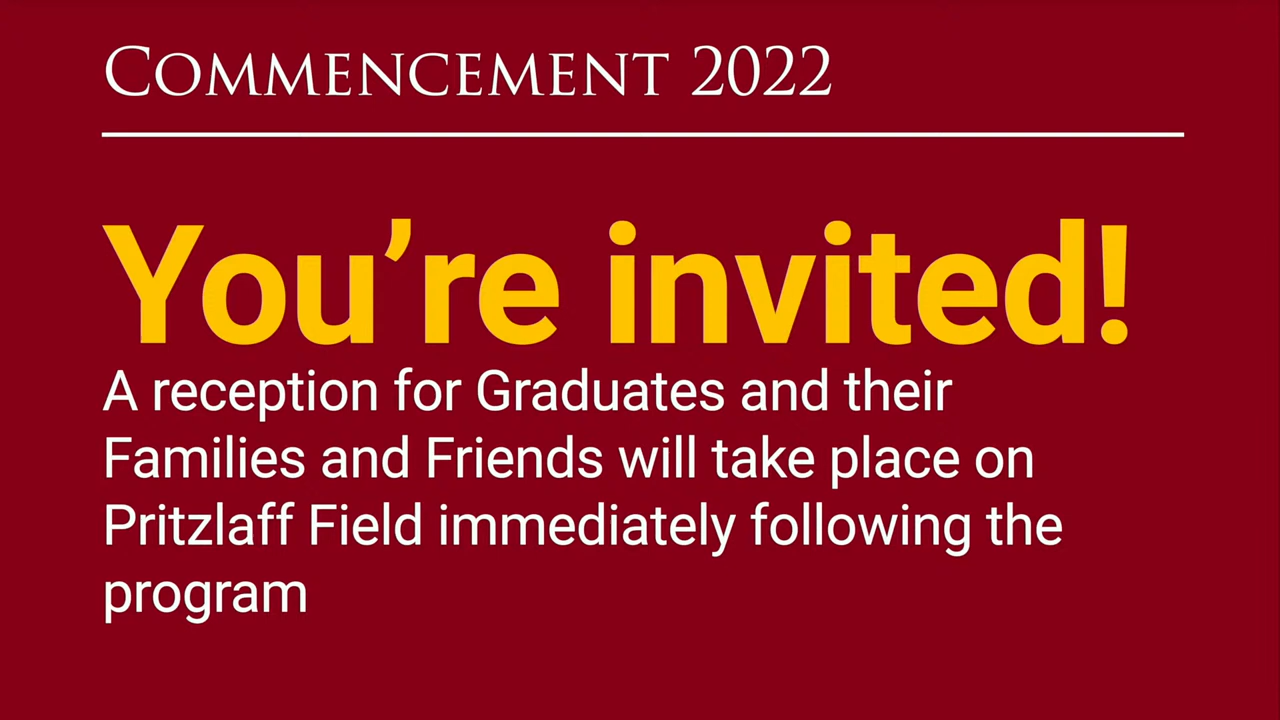 Commencement 2022
You’re invited!
A reception for Graduates and their
Families and Friends will take place on
Pritzlaff Field immediately following the
program